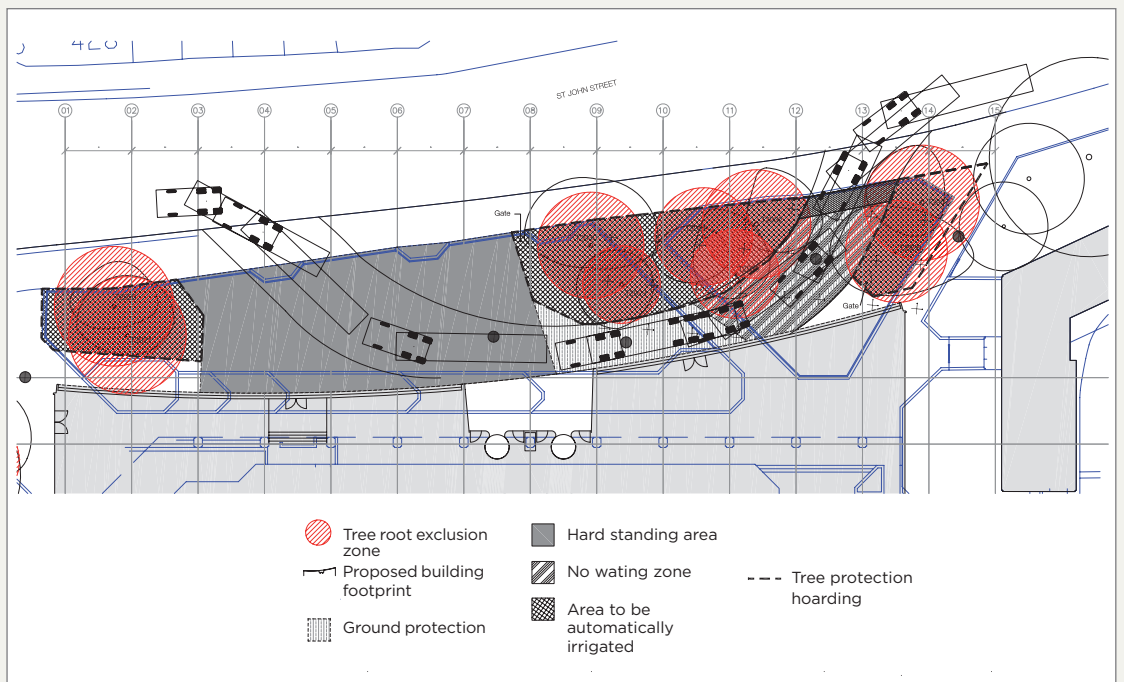 420
ST JOHN STREET
01 02 03 04 05 06 07 08 09 10 11 12 13 14 15
Gate
Gate
Tree root exclusion
zone
Proposed building
footprint
Ground protection
Hard standing area
No wating zone
Area to be
automatically
irrigated
Tree protection
hoarding